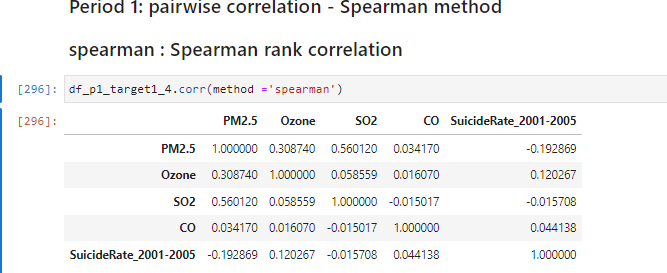 Period 1: pairwise correlation - Spearman method
spearman : Spearman rank correlation
[296]: df_p1_target1_4.corr(method ='spearman')
[296]: PM2.5 Ozone SO2 CO SuicideRate_2001-2005
PM2.5 1.000000 0.308740 0.560120 0.034170 -0.192869
Ozone 0.308740 1.000000 0.058559 0.016070 0.120267
SO2 0.560120 0.058559 1.000000 -0.015017 -0.015708
CO 0.034170 0.016070 -0.015017 1.000000 0.044138
SuicideRate_2001-2005 -0.192869 0.120267 -0.015708 0.044138 1.000000